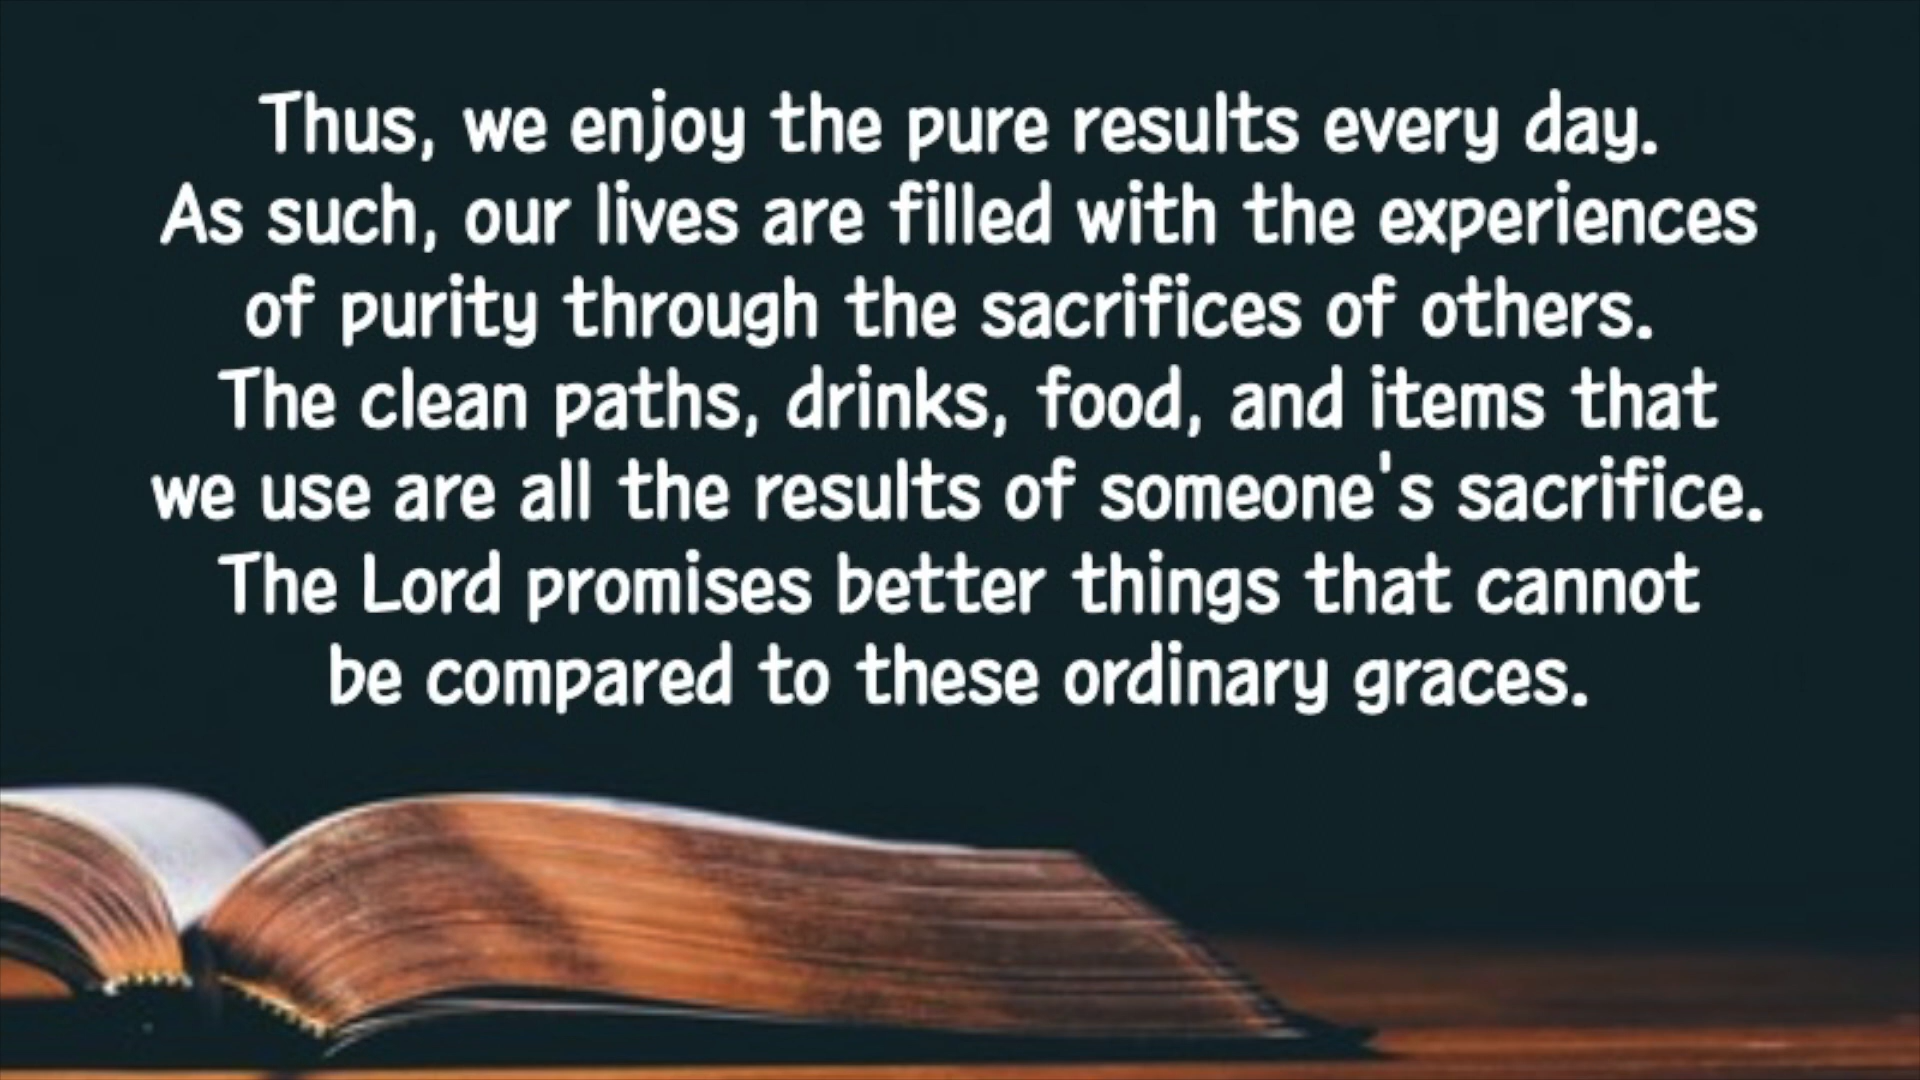 Thus, we enjoy the pure results every day.
As such, our lives are filled with the experiences
of purity through the sacrifices of others.
The clean paths, drinks, food, and items that
we use are all the results of someone's sacrifice.
The Lord promises better things that cannot
be compared to these ordinary graces.